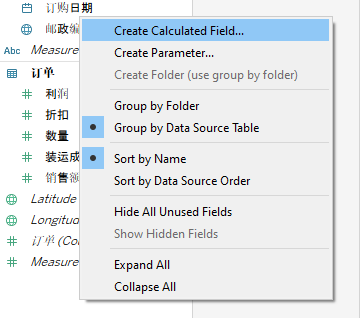 订购日期
邮政编
Abc Measure
Create Calculated Field...
Create Parameter...
Create Folder (use group by folder)
订单
利润
Group by Folder
折扣
Group by Data Source Table
数量
装运成
Sort by Name
销售额
Sort by Data Source Order
Latitude
Hide All Unused Fields
Longitud
Show Hidden Fields
订单 (Cou
Measure
Expand All
Collapse All